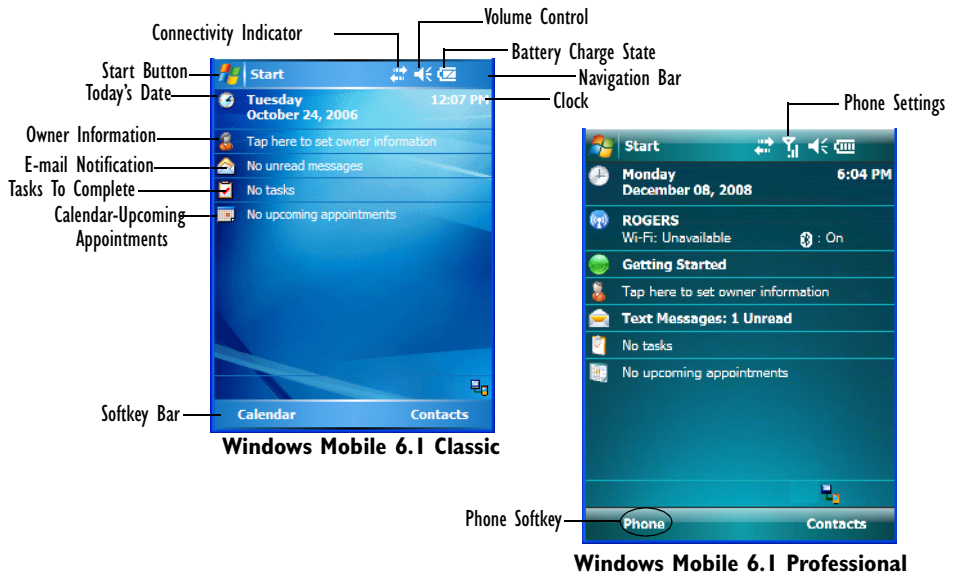 Volume Control
Connectivity Indicator
Battery Charge State
Start Button
Start
Navigation Bar
Today's Date
Tuesday
October 24, 2006
12:07 PM
Clock
Owner Information
Tap here to set owner information
E-mail Notification
No unread messages
Tasks To Complete
No tasks
Calendar-Upcoming
Appointments
No upcoming appointments
Softkey Bar
Calendar
Contacts
Windows Mobile 6.1 Classic
Phone Settings
Start
Monday
December 08, 2008
6:04 PM
ROGERS
Wi-Fi: Unavailable
: On
Getting Started
Tap here to set owner information
Text Messages: 1 Unread
No tasks
No upcoming appointments
Phone Softkey
Phone
Contacts
Windows Mobile 6.1 Professional